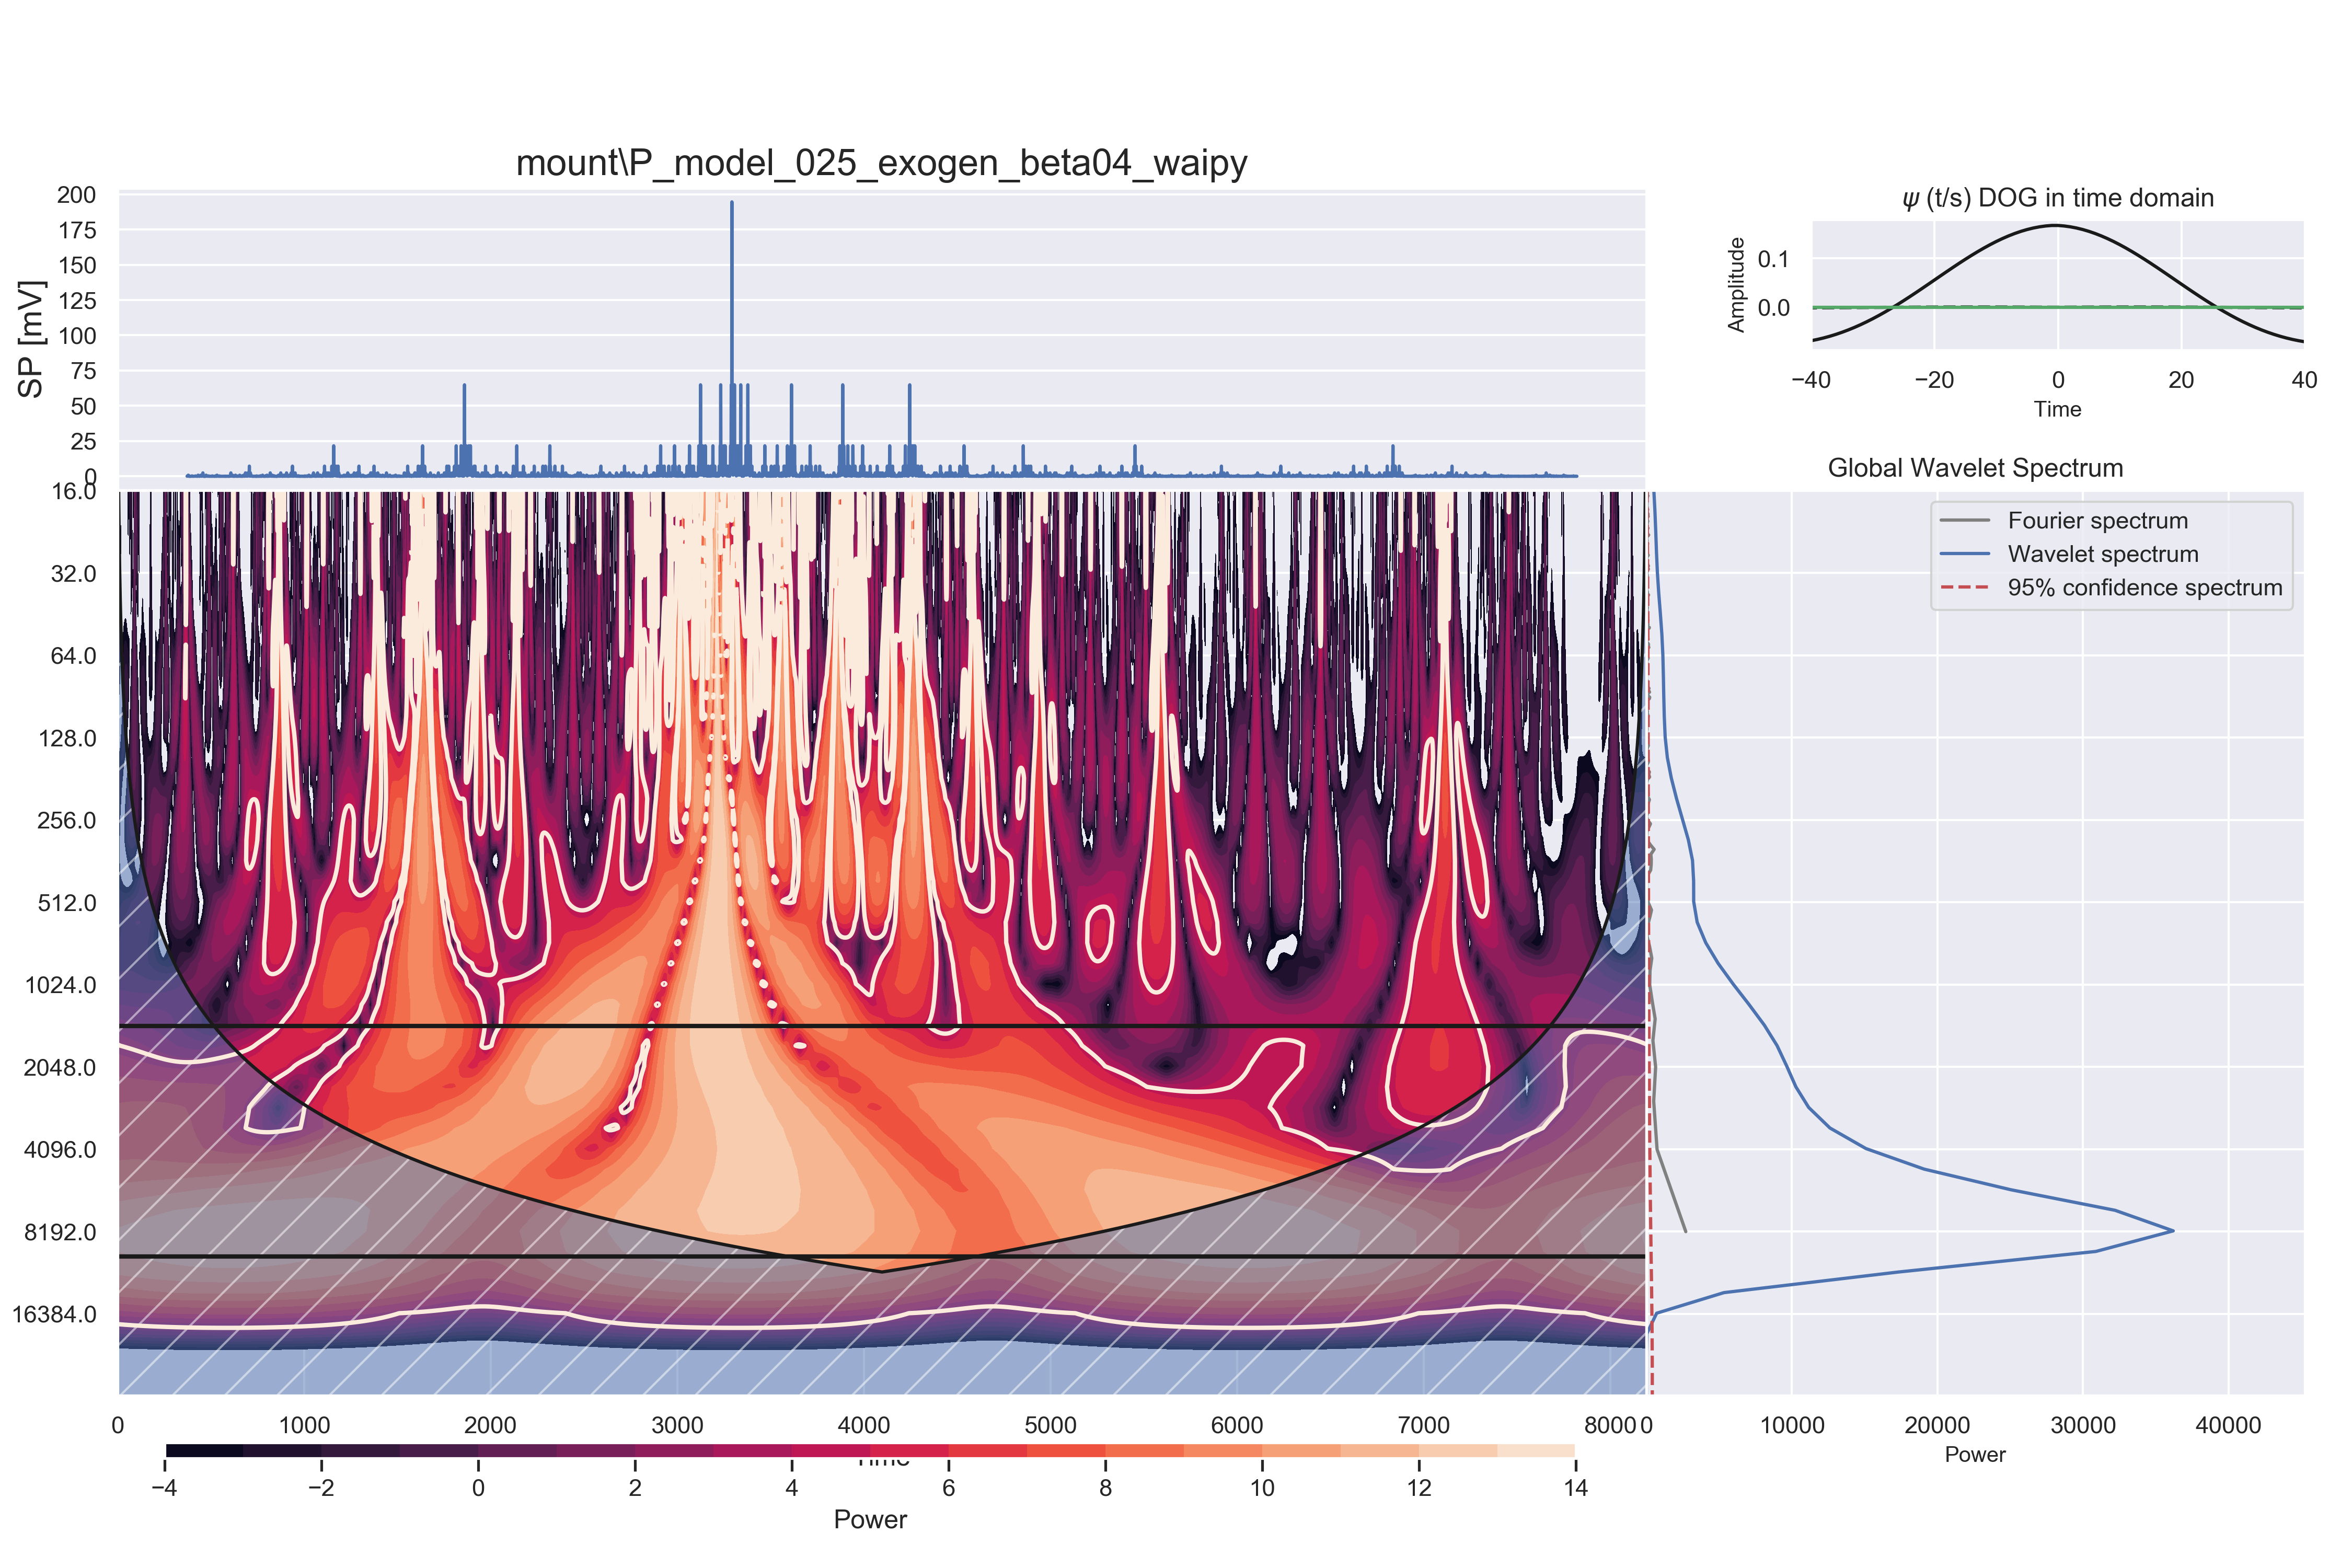 mount\P_model_025_exogen_beta04_waipy
SP [mV]
200
175
150
125
100
75
50
25
0
ψ (t/s) DOG in time domain
Amplitude
0.1
0.0
−40 −20 0 20 40
Time
16.0
32.0
64.0
128.0
256.0
512.0
1024.0
2048.0
4096.0
8192.0
16384.0
0 1000 2000 3000 4000 5000 6000 7000 8000
Global Wavelet Spectrum
Fourier spectrum
Wavelet spectrum
95% confidence spectrum
0 10000 20000 30000 40000
Power
−4 −2 0 2 4 6 8 10 12 14
Power